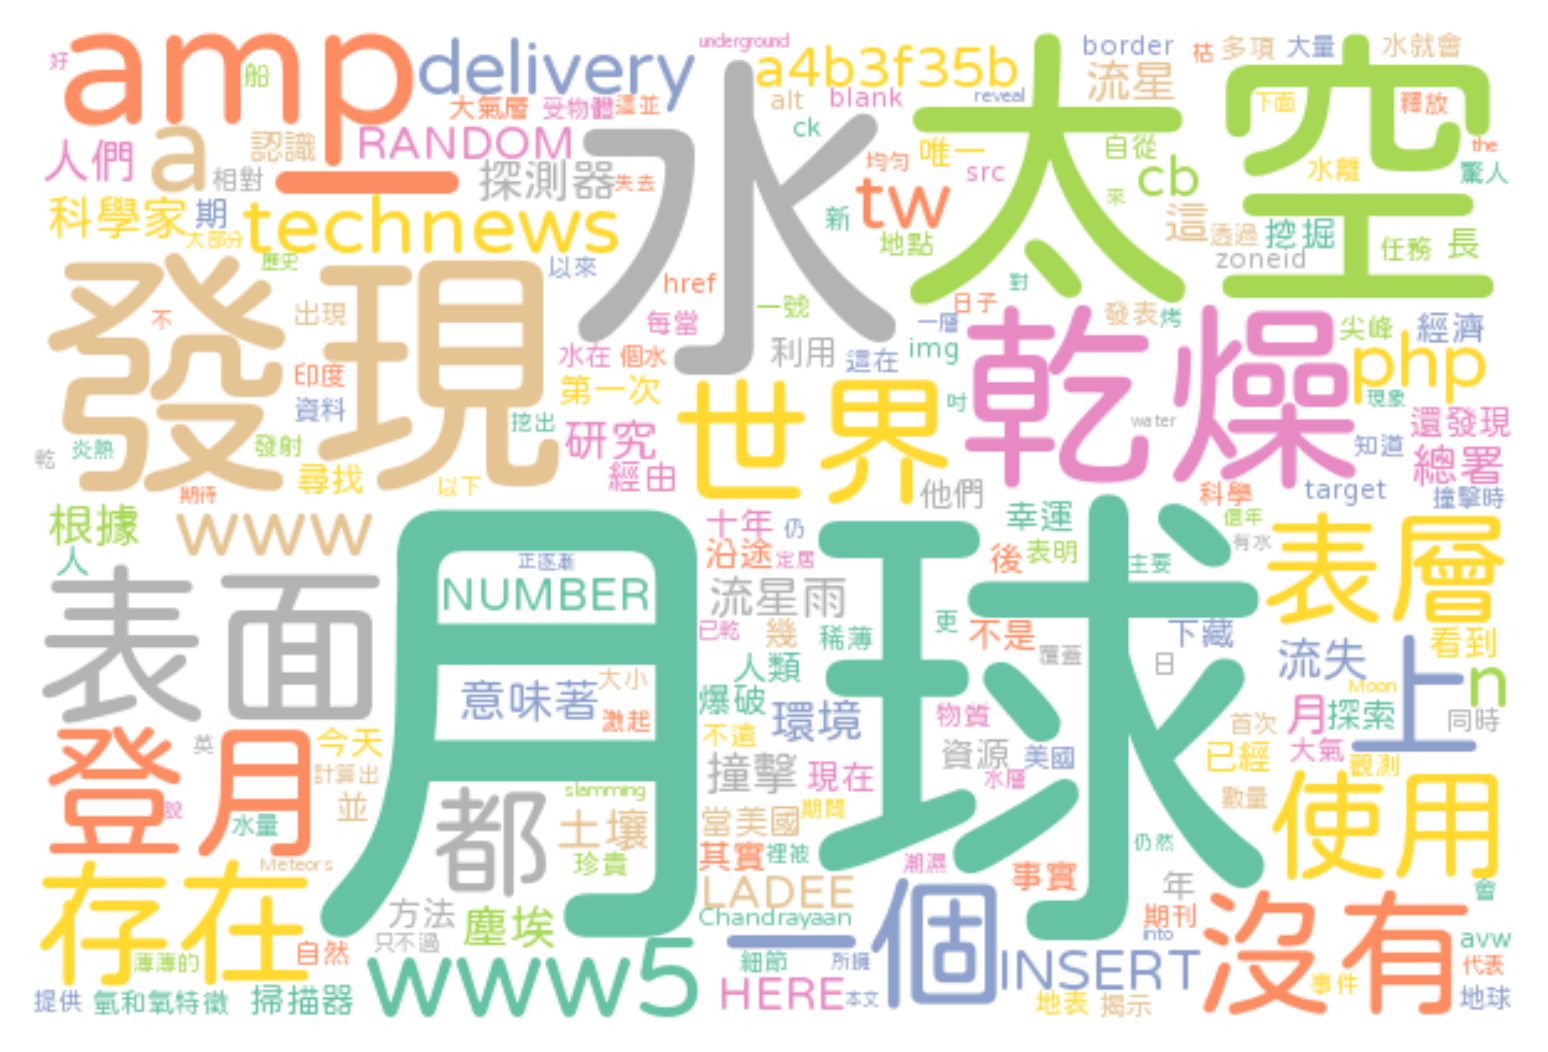 好 amp 船 delivery underground a4b3f35b border 枯 多項 大量 水就會
大氣層 受物體 這並 alt blank reveal 流星 下面 釋放
人們 a 認識 RANDOM ck 太空 the
相對 一 探測器 失去 水 均勻 唯一 src 自從 cb 水離 驚人
科學家 期 technews tw 來
大部分 新 地點 這 透過 挖掘 任務 長
歷史 以來 href 對 zoneid
發現 不 出現 每當 一號 日子 一層 發表 烤 尖峰 經濟
水在 個水 利用 這在 img 乾燥 php
印度 資料 第一次 世界 吋 water 現象 還發現
乾 炎熱 發射 挖出 研究 知道 總署
期待 尋找 以下 經由 他們 科學 target 撞擊時
根據 www 十年 仍 幸運 億年 表層
人 正逐漸 沿途 定居 後 表明 主要 有水
表面 NUMBER 流星雨 月球
已乾 幾 稀薄 更 不是 覆蓋 日 下藏 流失 看到
意味著 大小 人類 Moon 上 n
激起 爆破 環境 物質 首次 月 探索 同時
登月 英 今天 不遠 撞擊 現在 資源 美國 已經 大氣 觀測
計算出 slamming 水層
說 水量 並 都 土壤 當美國 期間 數量 使用
Meteors 珍貴 其實 裡被 潮濕 事實 仍然
存在 LADEE 年 會
方法 塵埃 Chandrayaan 一個 期刊 沒有
只不過 into avw
薄薄的 自然 www5 細節 所擁 INSERT 事件 代表
提供 氫和氧特徵 掃描器 HERE 本文 地表 揭示 地球